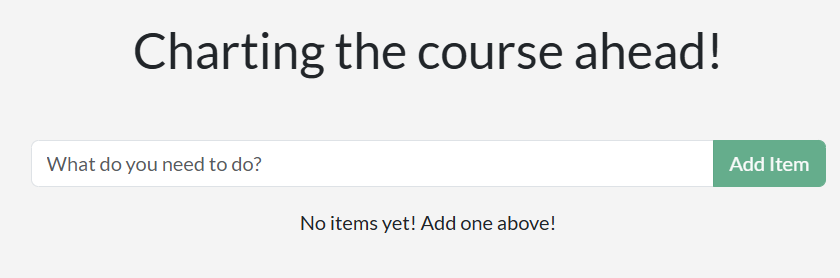 Charting the course ahead!
What do you need to do?
Add Item
No items yet! Add one above!